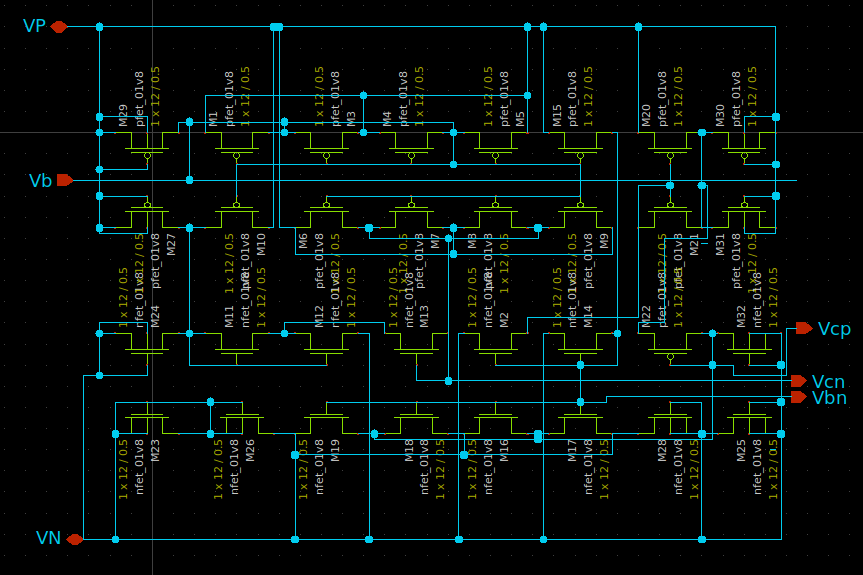 VP
M29
pfet_01v8
1 x 12 / 0.5
M1
pfet_01v8
1 x 12 / 0.5
pfet_01v8
1 x 12 / 0.5
M3
M4
pfet_01v8
1 x 12 / 0.5
pfet_01v8
1 x 12 / 0.5
M5
M15
pfet_01v8
1 x 12 / 0.5
M20
pfet_01v8
1 x 12 / 0.5
M30
pfet_01v8
1 x 12 / 0.5
Vb
1 x 12 / 0.5
pfet_01v8
M27
1 x 12 / 0.5
pfet_01v8
M10
M6
pfet_01v8
1 x 12 / 0.5
1 x 12 / 0.5
pfet_01v8
M7
M8
pfet_01v8
1 x 12 / 0.5
1 x 12 / 0.5
pfet_01v8
M9
1 x 12 / 0.5
pfet_01v8
M21
M31
pfet_01v8
1 x 12 / 0.5
1 x 12 / 0.5
M24
M11
1 x 12 / 0.5
M12
1 x 12 / 0.5
1 x 12 / 0.5
M13
M2
1 x 12 / 0.5
1 x 12 / 0.5
M14
M22
pfet_01v8
1 x 12 / 0.5
M32
1 x 12 / 0.5
Vcp
Vcn
Vbn
1 x 12 / 0.5
nfet_01v8
M23
1 x 12 / 0.5
nfet_01v8
M26
1 x 12 / 0.5
nfet_01v8
M19
M18
nfet_01v8
1 x 12 / 0.5
1 x 12 / 0.5
nfet_01v8
M16
M17
nfet_01v8
1 x 12 / 0.5
M28
nfet_01v8
1 x 12 / 0.5
M25
nfet_01v8
1 x 12 / 0.5
VN